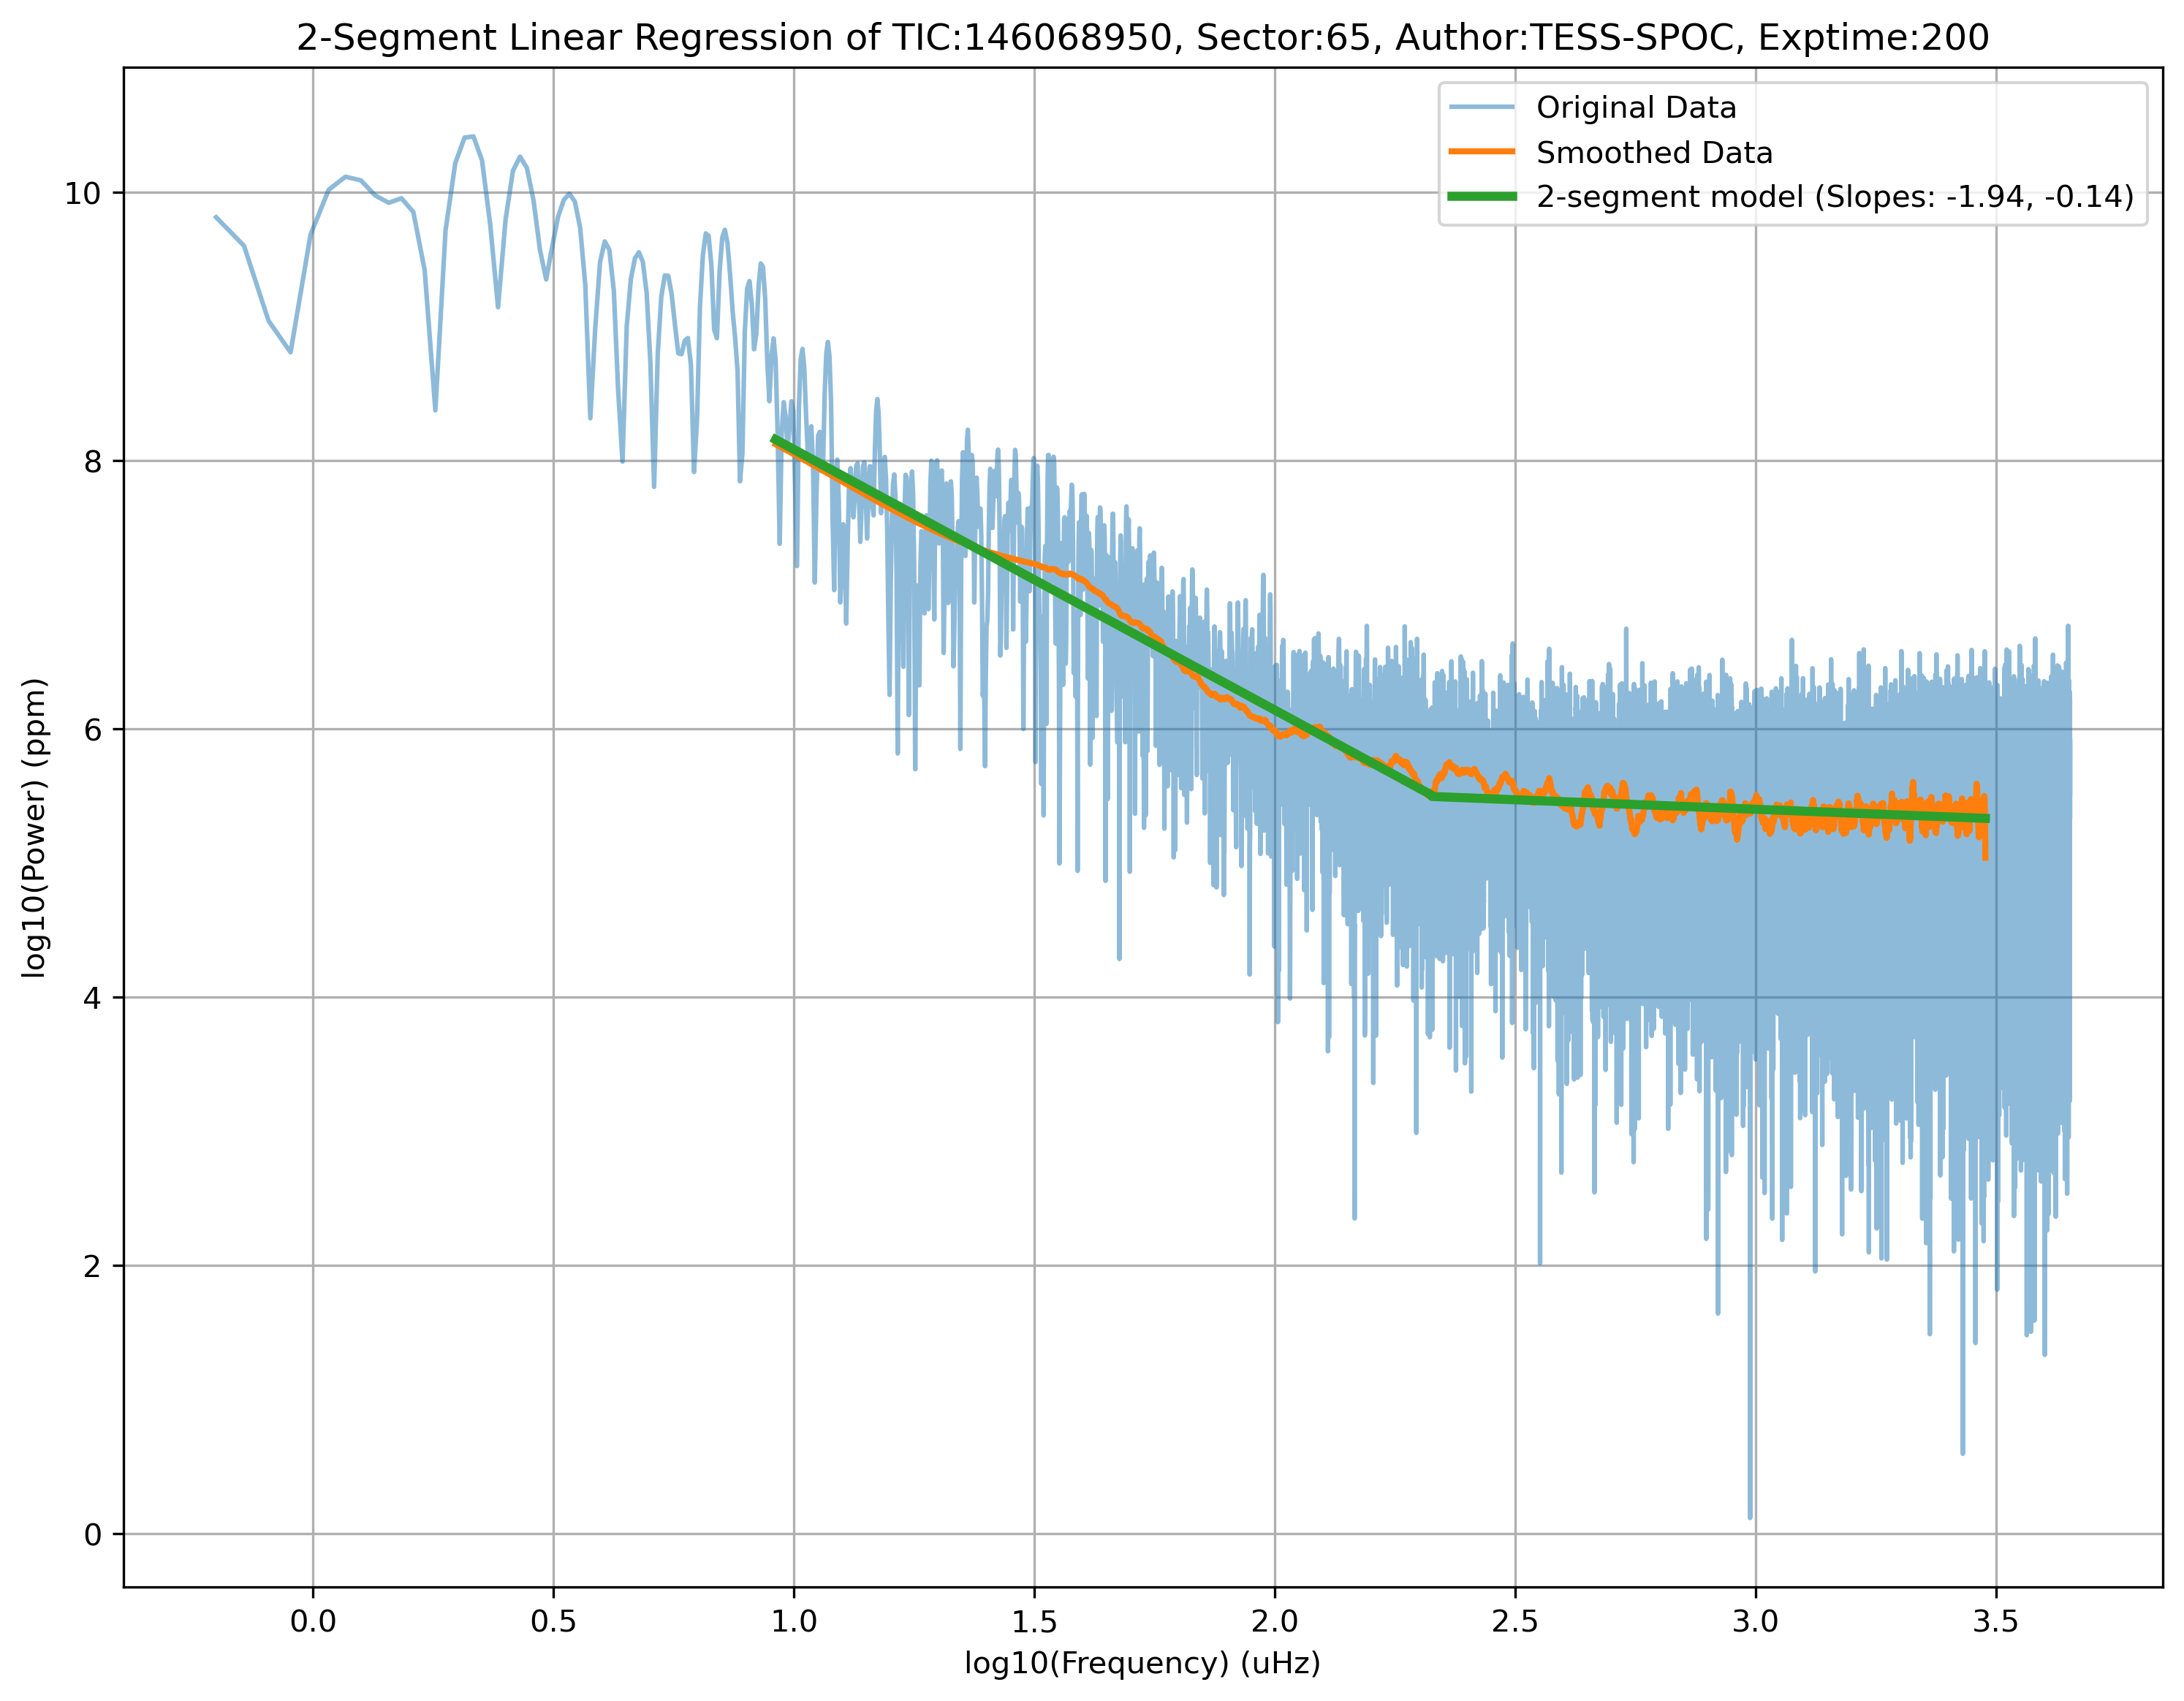 2-Segment Linear Regression of TIC:146068950, Sector:65, Author:TESS-SPOC, Exptime:200
Original Data
Smoothed Data
2-segment model (Slopes: -1.94, -0.14)
log10(Power) (ppm)
10
8
6
4
2
0
0.0 0.5 1.0 1.5 2.0 2.5 3.0 3.5
log10(Frequency) (uHz)